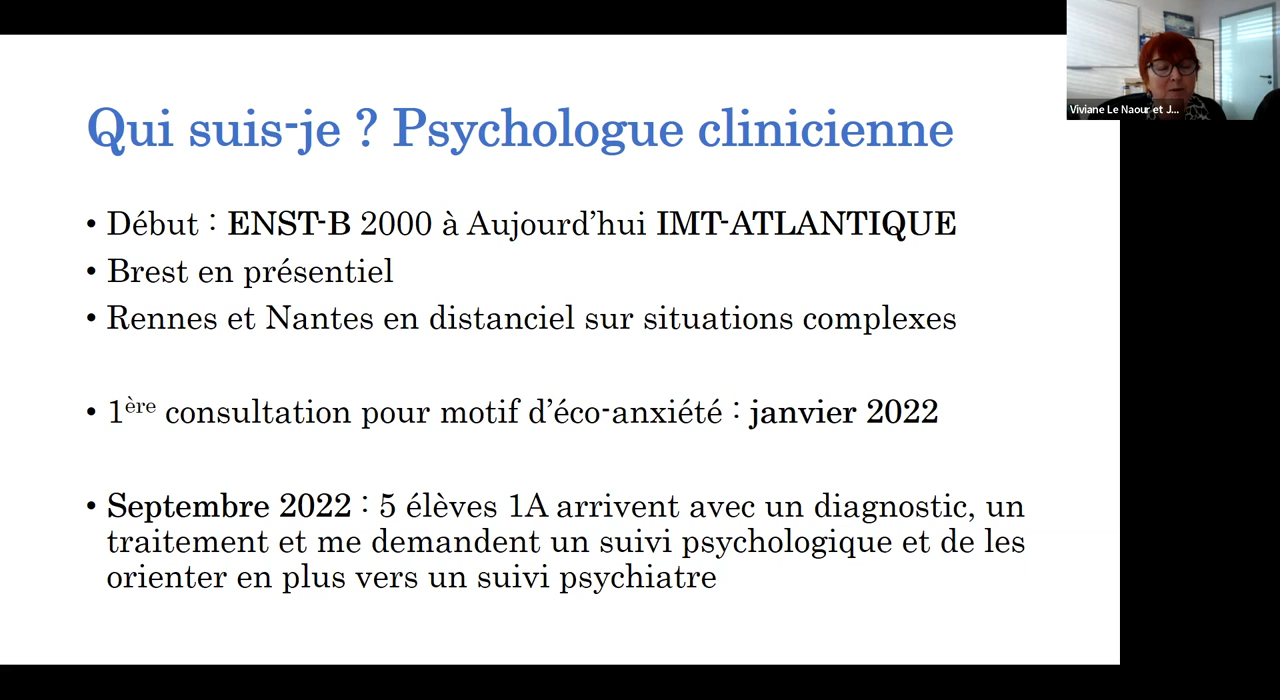 Viviane Le Naour et J...
Qui suis-je ? Psychologue clinicienne
• Début : ENST-B 2000 à Aujourd’hui IMT-ATLANTIQUE
• Brest en présentiel
• Rennes et Nantes en distanciel sur situations complexes
• 1ère consultation pour motif d’éco-anxiété : janvier 2022
• Septembre 2022 : 5 élèves 1A arrivent avec un diagnostic, un
traitement et me demandent un suivi psychologique et de les
orienter en plus vers un suivi psychiatre